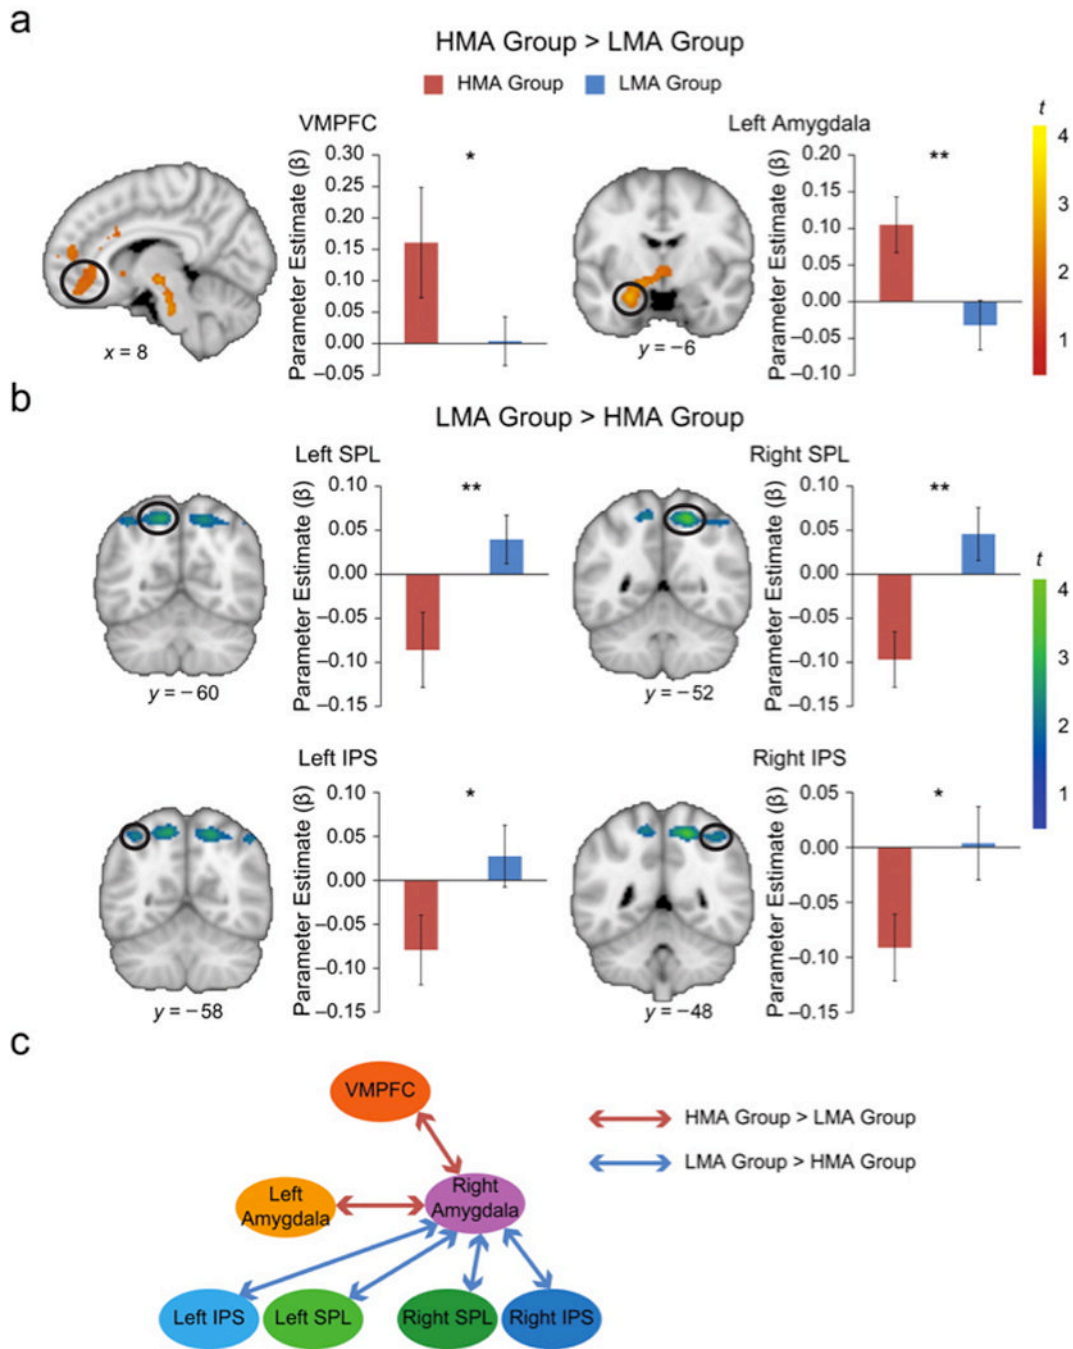 a
HMA Group > LMA Group
HMA Group LMA Group
VMPFC
Parameter Estimate (β)
0.30
0.25
0.20
0.15
0.10
0.05
0.00
–0.05
*
x = 8
Left Amygdala
Parameter Estimate (β)
0.20
0.15
0.10
0.05
0.00
–0.05
–0.10
**
y = −6
t
4
3
2
1
b
LMA Group > HMA Group
Left SPL
Parameter Estimate (β)
0.10
0.05
0.00
–0.05
–0.10
–0.15
**
y = −60
Right SPL
Parameter Estimate (β)
0.10
0.05
0.00
–0.05
–0.10
–0.15
**
y = −52
t
4
3
2
1
Left IPS
Parameter Estimate (β)
0.10
0.05
0.00
–0.05
–0.10
–0.15
*
y = −58
Right IPS
Parameter Estimate (β)
0.05
0.00
–0.05
–0.10
–0.15
*
y = −48
c
VMPFC
Left
Amygdala
Right
Amygdala
Left IPS
Left SPL
Right SPL
Right IPS
HMA Group > LMA Group
LMA Group > HMA Group